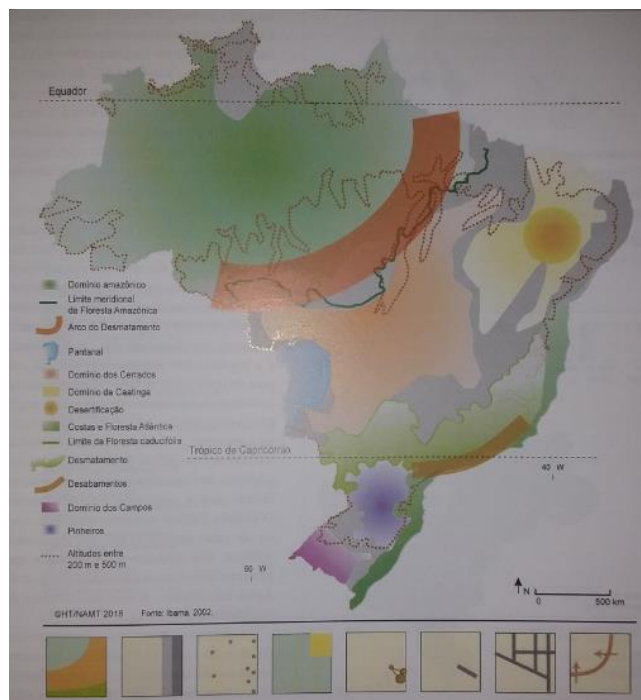 Equador
Domínio amazônico
Limite meridional
da Floresta Amazônica
Arco do Desmatamento
Pantanal
Domínio dos Cerrados
Domínio da Caatinga
Desertificação
Costas e Floresta Atlântica
Limite da Floresta caducifólia
Trópico de Capricórnio
Desmatamento
40 W
Desabamentos
Domínio dos Campos
Pinheiros
Altitudes entre
200 m e 500 m
60 W
N
0 500 km
GHT/NAMT 2018 Fonte: Ibama, 2002.